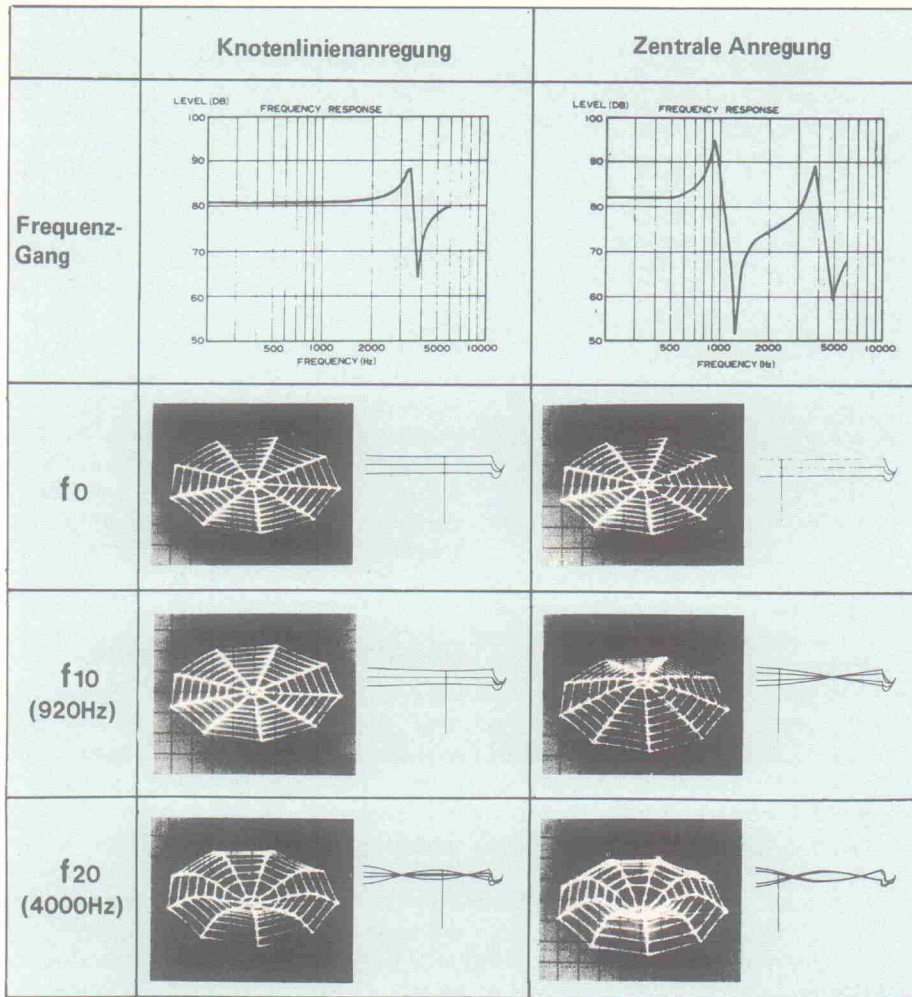 Knotenlinienanregung
Zentrale Anregung
Frequenz-
Gang
LEVEL (DB)
FREQUENCY RESPONSE
100
90
80
70
60
50
500
1000
2000
5000
10000
FREQUENCY (Hz)
LEVEL (DB)
FREQUENCY RESPONSE
100
90
80
70
60
50
500
1000
2000
5000
10000
FREQUENCY (Hz)
f0
f10
(920Hz)
f20
(4000Hz)